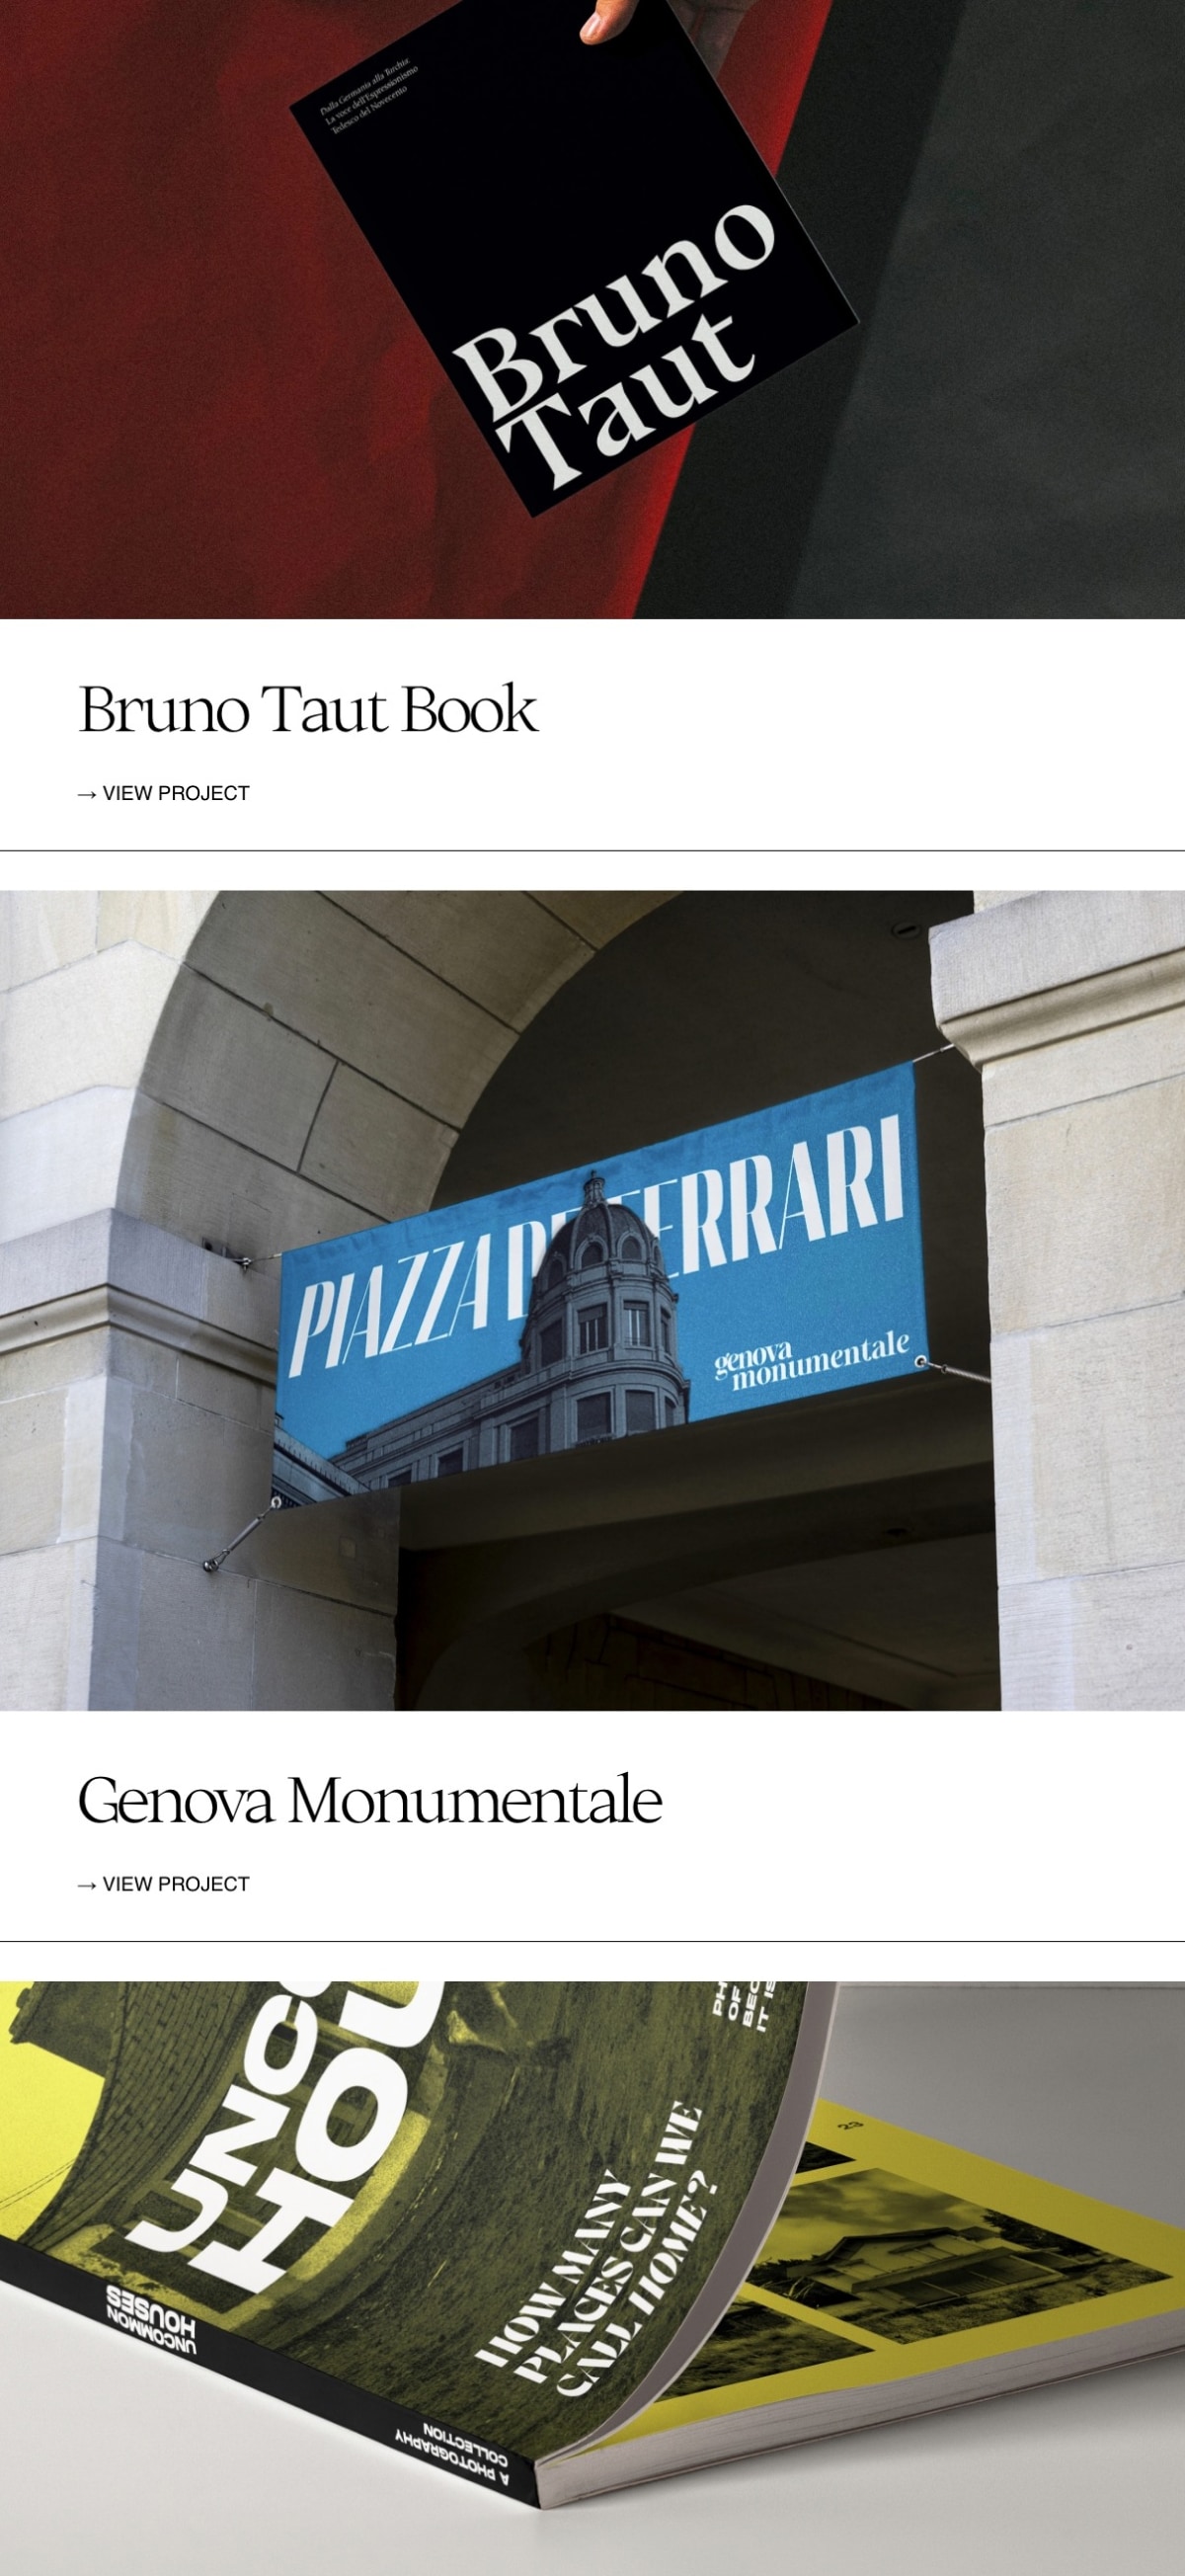 Dalla Germania alla Turchia:
La voce dell'Espressionismo
Tedesco del Novecento
Bruno
Taut
Bruno Taut Book
→ VIEW PROJECT
PIAZZA DE FERRARI
genova
monumentale
Genova Monumentale
→ VIEW PROJECT
UNCO
HOU
PH
OF
BEC
IT IS
HOW MANY
PLACES CAN WE
CALL HOME?
23
UNCOMMON
HOUSES
A PHOTOGRAPHY
COLLECTION